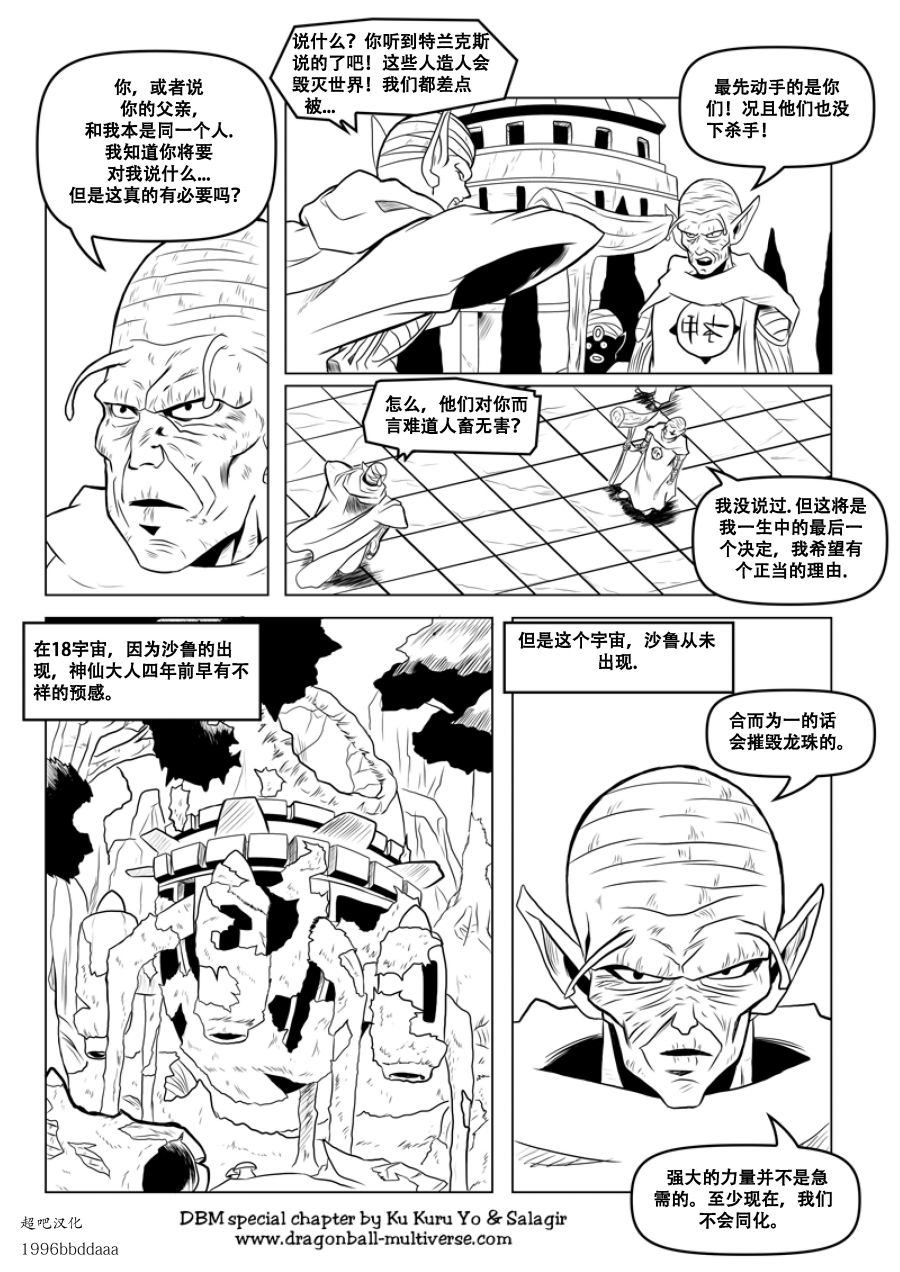 你，或者说
你的父亲，
和我本是同一个人.
我知道你将要
对我说什么...
但是这真的有必要吗？
说什么？你听到特兰克斯
说的了吧！这些人造人会
毁灭世界！我们都差点
被...
最先动手的是你
们！况且他们也没
下杀手！
怎么，他们对你而
言难道人畜无害？
我没说过.但这将是
我一生中的最后一
个决定，我希望有
个正当的理由.
在18宇宙，因为沙鲁的出
现，神仙大人四年前早有不
祥的预感。
但是这个宇宙，沙鲁从未
出现.
合而为一的话
会摧毁龙珠的。
强大的力量并不是急
需的。至少现在，我们
不会同化。
超吧汉化
1996bbddaaa
DBM special chapter by Ku Kuru Yo & Salagir
www.dragonball-multiverse.com